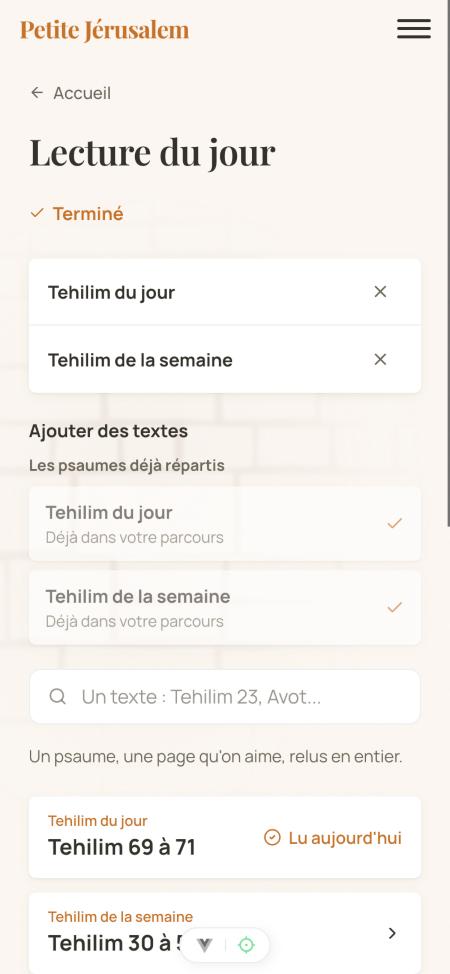 Petite Jérusalem
Accueil
Lecture du jour
Terminé
Tehilim du jour
Tehilim de la semaine
Ajouter des textes
Les psaumes déjà répartis
Tehilim du jour
Déjà dans votre parcours
Tehilim de la semaine
Déjà dans votre parcours
Un texte : Tehilim 23, Avot...
Un psaume, une page qu'on aime, relus en entier.
Tehilim du jour
Tehilim 69 à 71
Lu aujourd'hui
Tehilim de la semaine
Tehilim 30 à